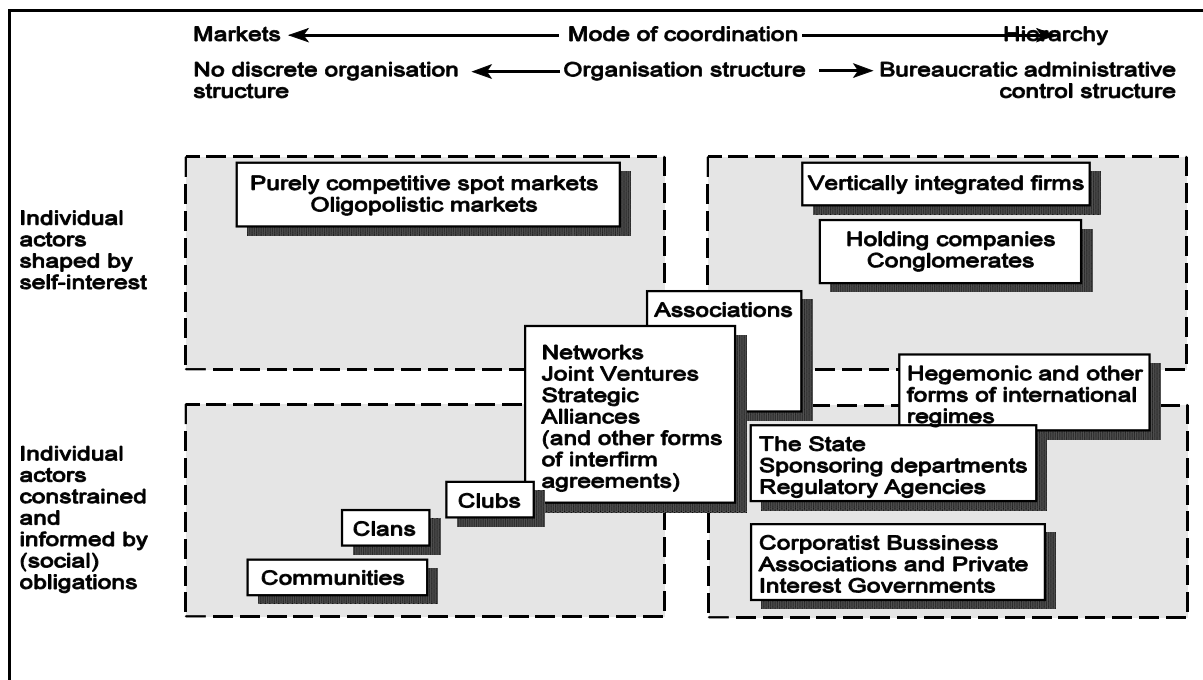 Markets
Mode of coordination
Hierarchy
No discrete organisation
structure
Organisation structure
Bureaucratic administrative
control structure
Individual
actors
shaped by
self-interest
Purely competitive spot markets
Oligopolistic markets
Vertically integrated firms
Holding companies
Conglomerates
Associations
Networks
Joint Ventures
Strategic
Alliances
(and other forms
of interfirm
agreements)
Hegemonic and other
forms of international
regimes
Individual
actors
constrained
and
informed by
(social)
obligations
The State
Sponsoring departments
Regulatory Agencies
Clubs
Clans
Communities
Corporatist Bussiness
Associations and Private
Interest Governments